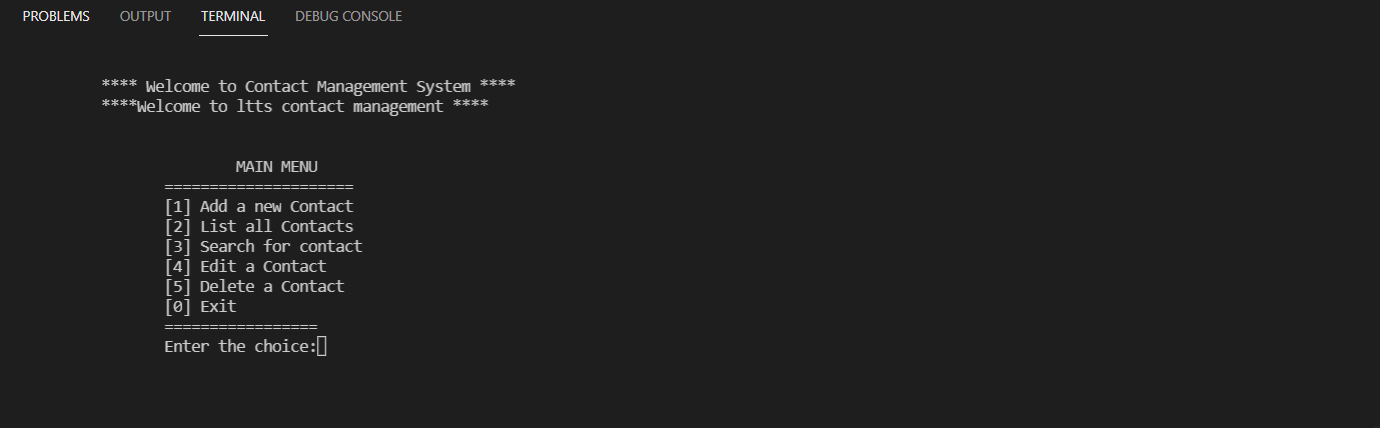 PROBLEMS OUTPUT TERMINAL DEBUG CONSOLE
**** Welcome to Contact Management System ****
****Welcome to ltts contact management ****
MAIN MENU
=====================
[1] Add a new Contact
[2] List all Contacts
[3] Search for contact
[4] Edit a Contact
[5] Delete a Contact
[0] Exit
=================
Enter the choice: